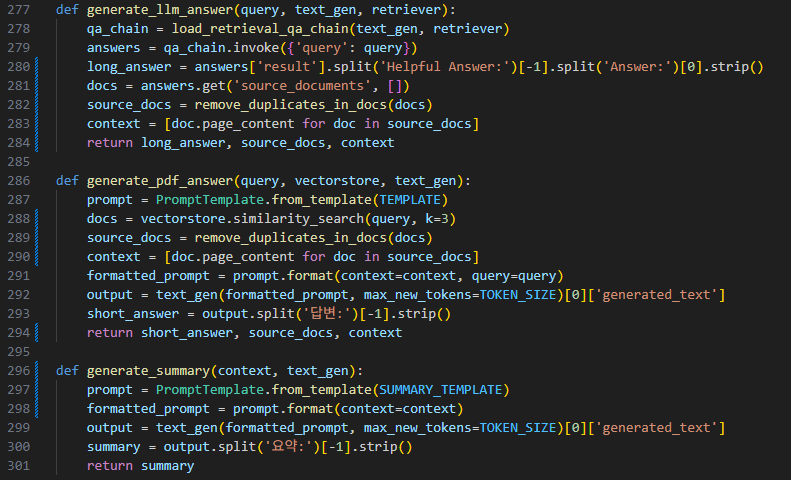 277 def generate_llm_answer(query, text_gen, retriever):
278     qa_chain = load_retrieval_qa_chain(text_gen, retriever)
279     answers = qa_chain.invoke({'query': query})
280     long_answer = answers['result'].split('Helpful Answer:')[-1].split('Answer:')[0].strip()
281     docs = answers.get('source_documents', [])
282     source_docs = remove_duplicates_in_docs(docs)
283     context = [doc.page_content for doc in source_docs]
284     return long_answer, source_docs, context
285
286 def generate_pdf_answer(query, vectorstore, text_gen):
287     prompt = PromptTemplate.from_template(TEMPLATE)
288     docs = vectorstore.similarity_search(query, k=3)
289     source_docs = remove_duplicates_in_docs(docs)
290     context = [doc.page_content for doc in source_docs]
291     formatted_prompt = prompt.format(context=context, query=query)
292     output = text_gen(formatted_prompt, max_new_tokens=TOKEN_SIZE)[0]['generated_text']
293     short_answer = output.split('답변:')[-1].strip()
294     return short_answer, source_docs, context
295
296 def generate_summary(context, text_gen):
297     prompt = PromptTemplate.from_template(SUMMARY_TEMPLATE)
298     formatted_prompt = prompt.format(context=context)
299     output = text_gen(formatted_prompt, max_new_tokens=TOKEN_SIZE)[0]['generated_text']
300     summary = output.split('요약:')[-1].strip()
301     return summary